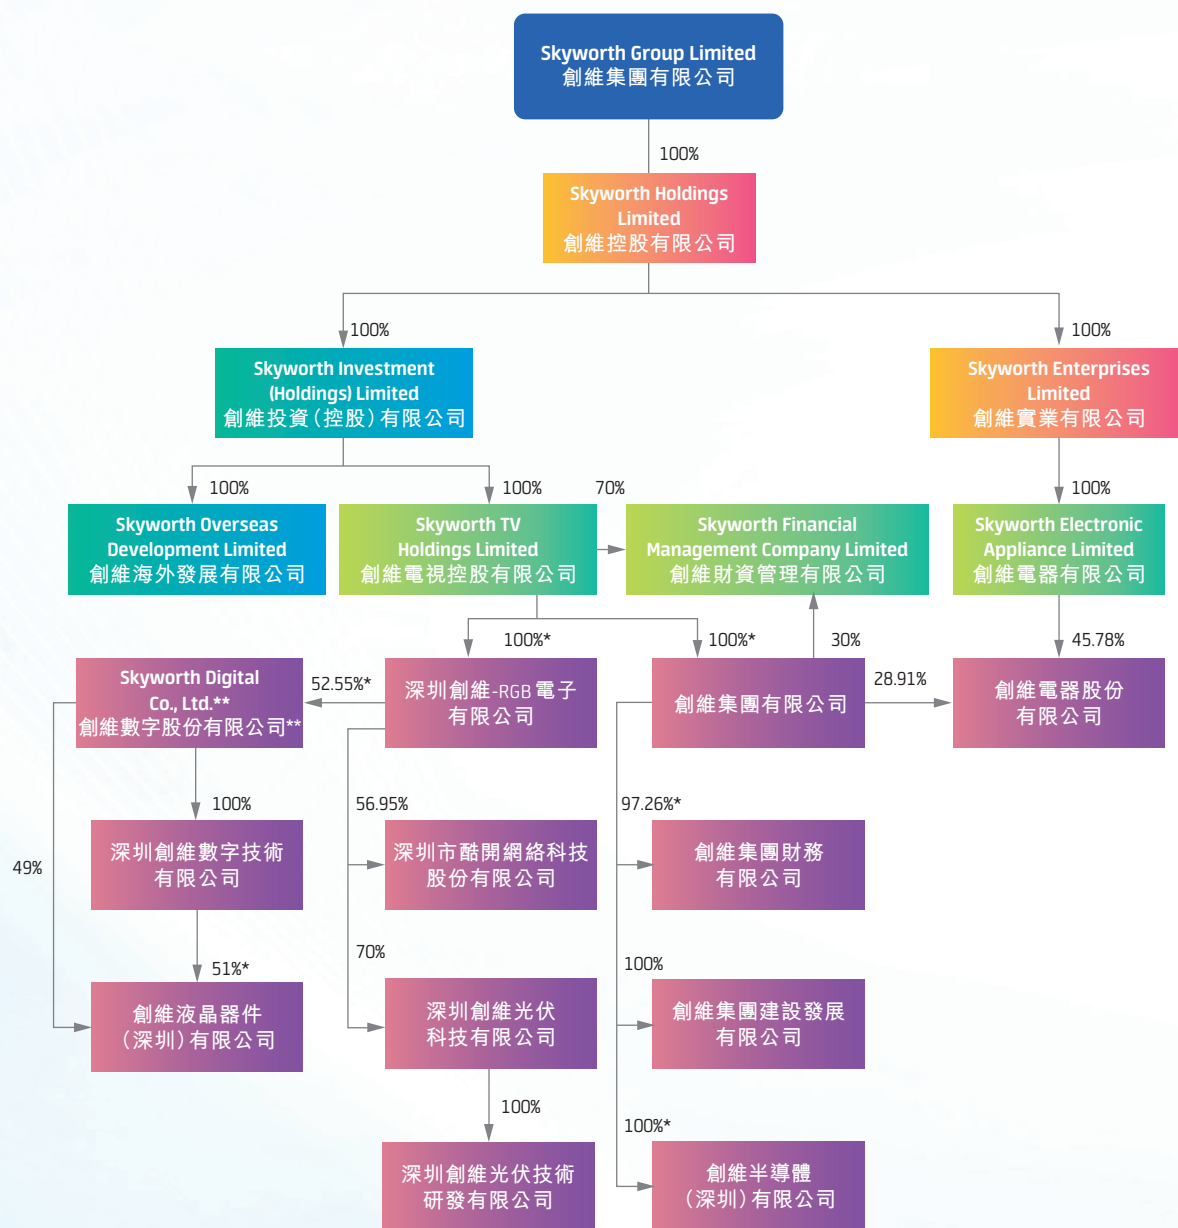 Skyworth Group Limited
創維集團有限公司
100%
Skyworth Holdings
Limited
創維控股有限公司
100%
100%
Skyworth Investment
(Holdings) Limited
創維投資(控股)有限公司
Skyworth Enterprises
Limited
創維實業有限公司
100%
100%
70%
100%
Skyworth Overseas
Development Limited
創維海外發展有限公司
Skyworth TV
Holdings Limited
創維電視控股有限公司
Skyworth Financial
Management Company Limited
創維財資管理有限公司
Skyworth Electronic
Appliance Limited
創維電器有限公司
100%*
100%*
30%
45.78%
Skyworth Digital
Co., Ltd.**
創維數字股份有限公司**
52.55%*
深圳創維-RGB電子
有限公司
創維集團有限公司
28.91%
創維電器股份
有限公司
100%
56.95%
97.26%*
49%
深圳創維數字技術
有限公司
深圳市酷開網絡科技
股份有限公司
創維集團財務
有限公司
51%*
70%
100%
創維液晶器件
(深圳)有限公司
深圳創維光伏
科技有限公司
創維集團建設發展
有限公司
100%
100%*
深圳創維光伏技術
研發有限公司
創維半導體
(深圳)有限公司